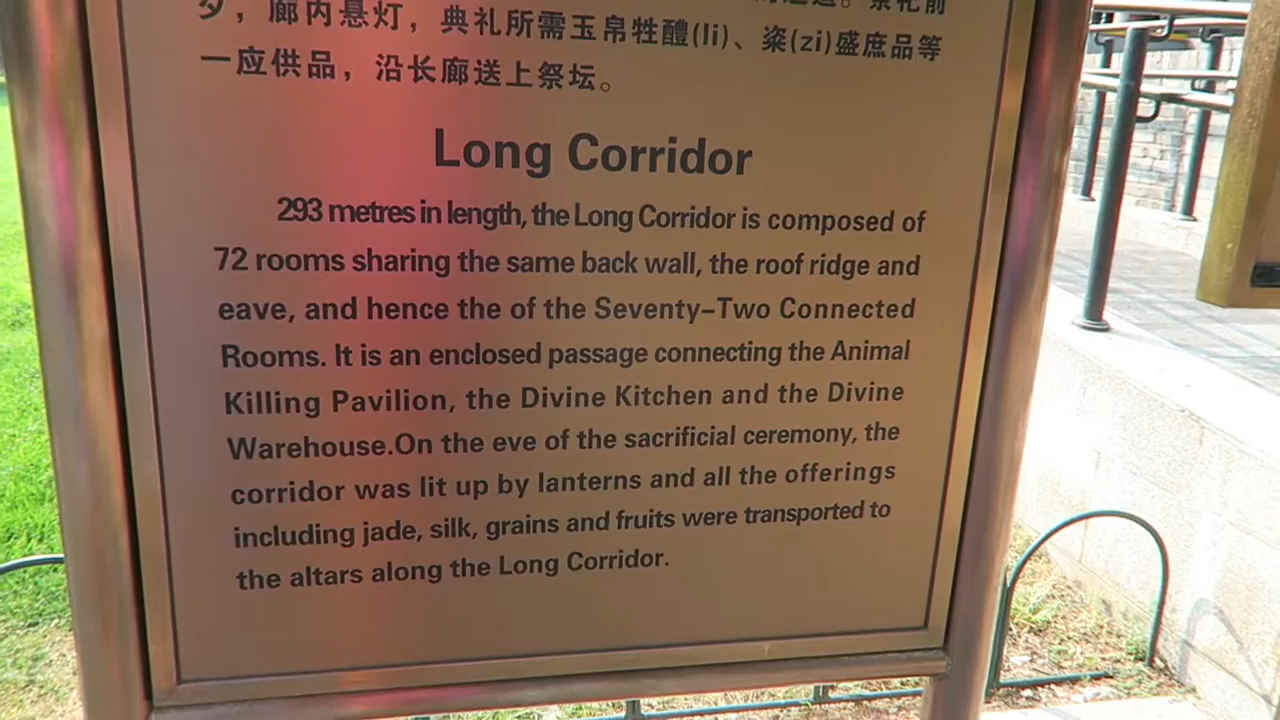 夕，廊内悬灯，典礼所需玉帛牲醴(li)、粢(zi)盛庶品等
一应供品，沿长廊送上祭坛。
Long Corridor
293 metres in length, the Long Corridor is composed of
72 rooms sharing the same back wall, the roof ridge and
eave, and hence the of the Seventy-Two Connected
Rooms. It is an enclosed passage connecting the Animal
Killing Pavilion, the Divine Kitchen and the Divine
Warehouse.On the eve of the sacrificial ceremony, the
corridor was lit up by lanterns and all the offerings
including jade, silk, grains and fruits were transported to
the altars along the Long Corridor.